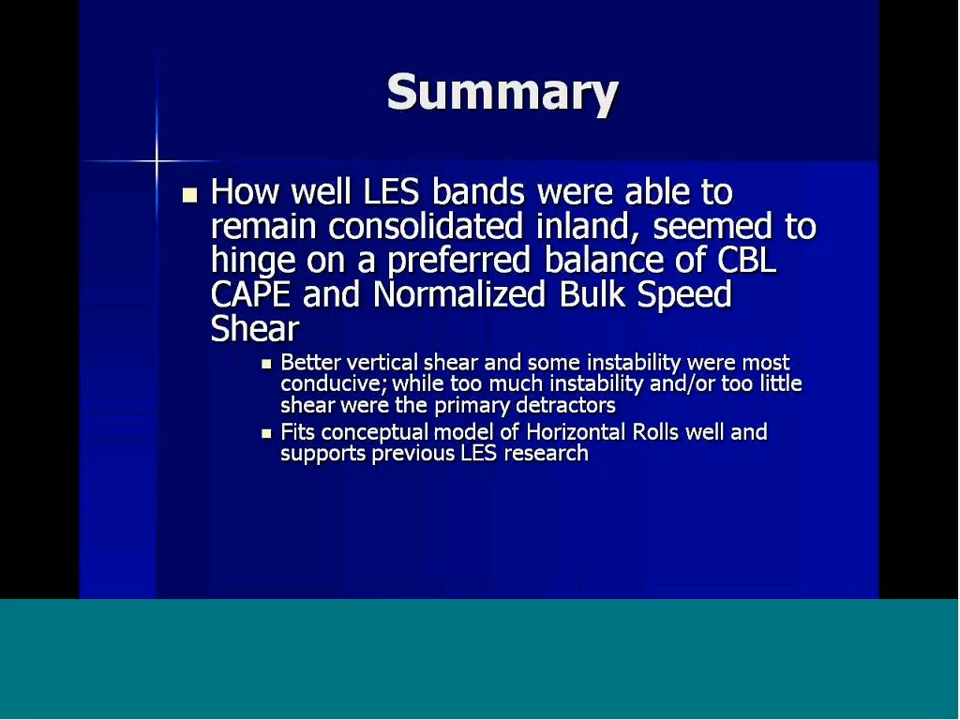 Summary
How well LES bands were able to
remain consolidated inland, seemed to
hinge on a preferred balance of CBL
CAPE and Normalized Bulk Speed
Shear
Better vertical shear and some instability were most
conducive; while too much instability and/or too little
shear were the primary detractors
Fits conceptual model of Horizontal Rolls well and
supports previous LES research